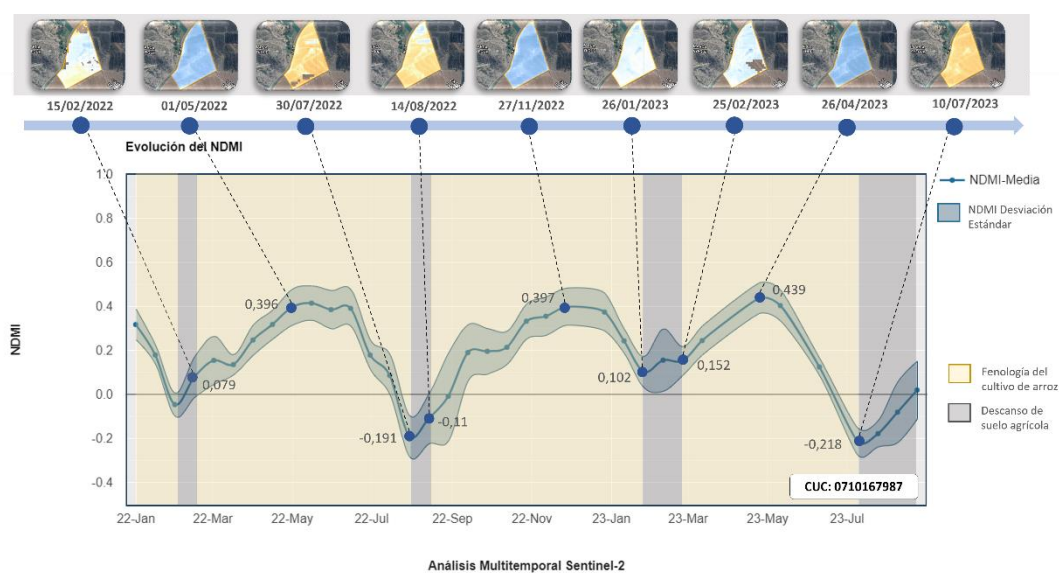 15/02/2022 01/05/2022 30/07/2022 14/08/2022 27/11/2022 26/01/2023 25/02/2023 26/04/2023 10/07/2023
Evolución del NDMI
1.0
0.8
0.6
0.4
0.2
0.0
-0.2
-0.4
NDMI
0,079
0,396
-0,191
-0,11
0,397
0,102
0,152
0,439
-0,218
CUC: 0710167987
22-Jan 22-Mar 22-May 22-Jul 22-Sep 22-Nov 23-Jan 23-Mar 23-May 23-Jul
NDMI-Media
NDMI Desviación
Estándar
Fenología del
cultivo de arroz
Descanso de
suelo agrícola
Análisis Multitemporal Sentinel-2